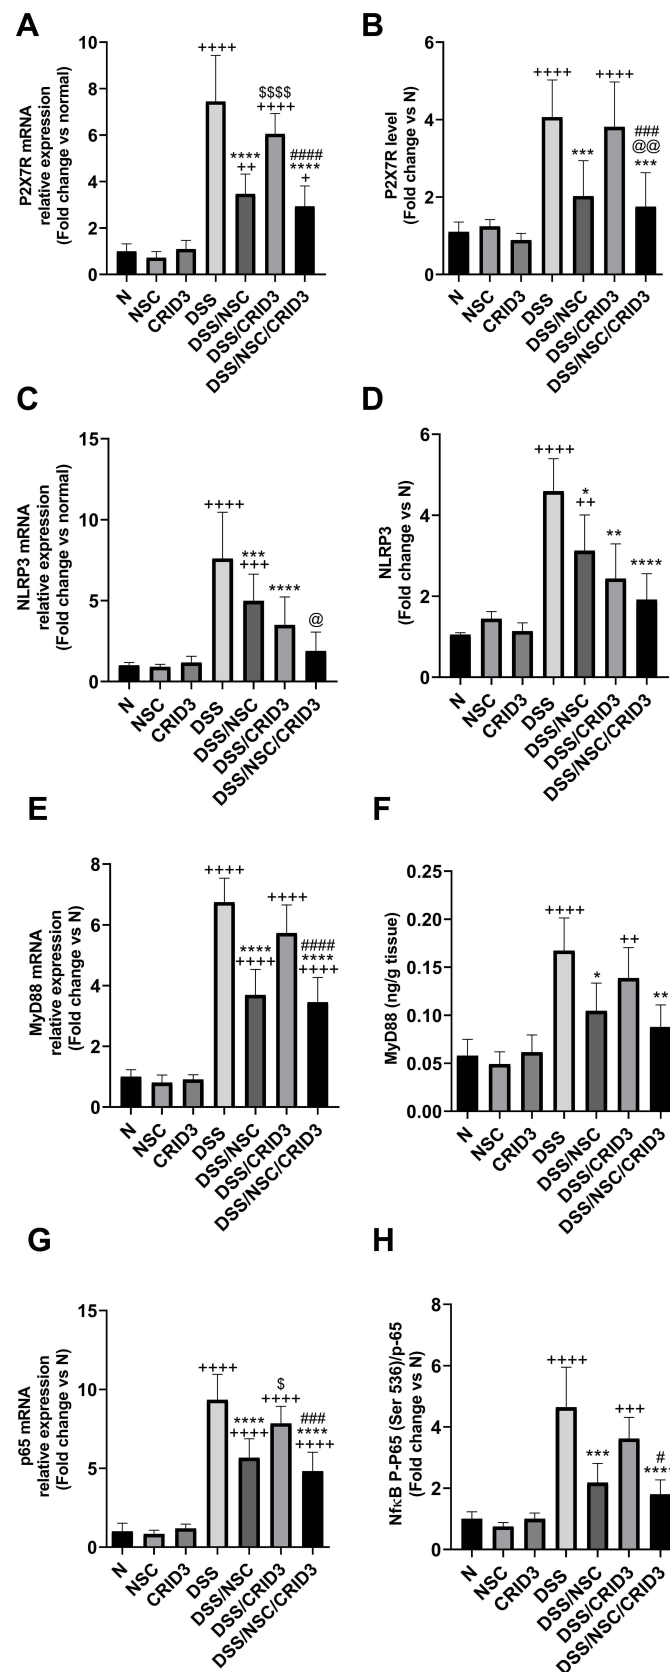 A
P2X7R mRNA
relative expression
(Fold change vs normal)
10
8
6
4
2
0
++++
****
++
$$$$
++++
####
****
+
N
NSC
CRID3
DSS
DSS/NSC
DSS/CRID3
DSS/NSC/CRID3
B
P2X7R level
(Fold change vs N)
6
4
2
0
++++
***
++++
###
@@
***
N
NSC
CRID3
DSS
DSS/NSC
DSS/CRID3
DSS/NSC/CRID3
C
NLRP3 mRNA
relative expression
(Fold change vs normal)
15
10
5
0
++++
***
+++
****
@
N
NSC
CRID3
DSS
DSS/NSC
DSS/CRID3
DSS/NSC/CRID3
D
NLRP3
(Fold change vs N)
6
4
2
0
++++
*
++
**
****
N
NSC
CRID3
DSS
DSS/NSC
DSS/CRID3
DSS/NSC/CRID3
E
MyD88 mRNA
relative expression
(Fold change vs N)
8
6
4
2
0
++++
****
++++
++++
####
****
++++
N
NSC
CRID3
DSS
DSS/NSC
DSS/CRID3
DSS/NSC/CRID3
F
MyD88 (ng/g tissue)
0.25
0.20
0.15
0.10
0.05
0.00
++++
*
++
**
N
NSC
CRID3
DSS
DSS/NSC
DSS/CRID3
DSS/NSC/CRID3
G
p65 mRNA
relative expression
(Fold change vs N)
15
10
5
0
++++
****
++++
$
++++
###
****
++++
N
NSC
CRID3
DSS
DSS/NSC
DSS/CRID3
DSS/NSC/CRID3
H
NfκB P-P65 (Ser 536)/p-65
(Fold change vs N)
8
6
4
2
0
++++
***
+++
#
****
N
NSC
CRID3
DSS
DSS/NSC
DSS/CRID3
DSS/NSC/CRID3